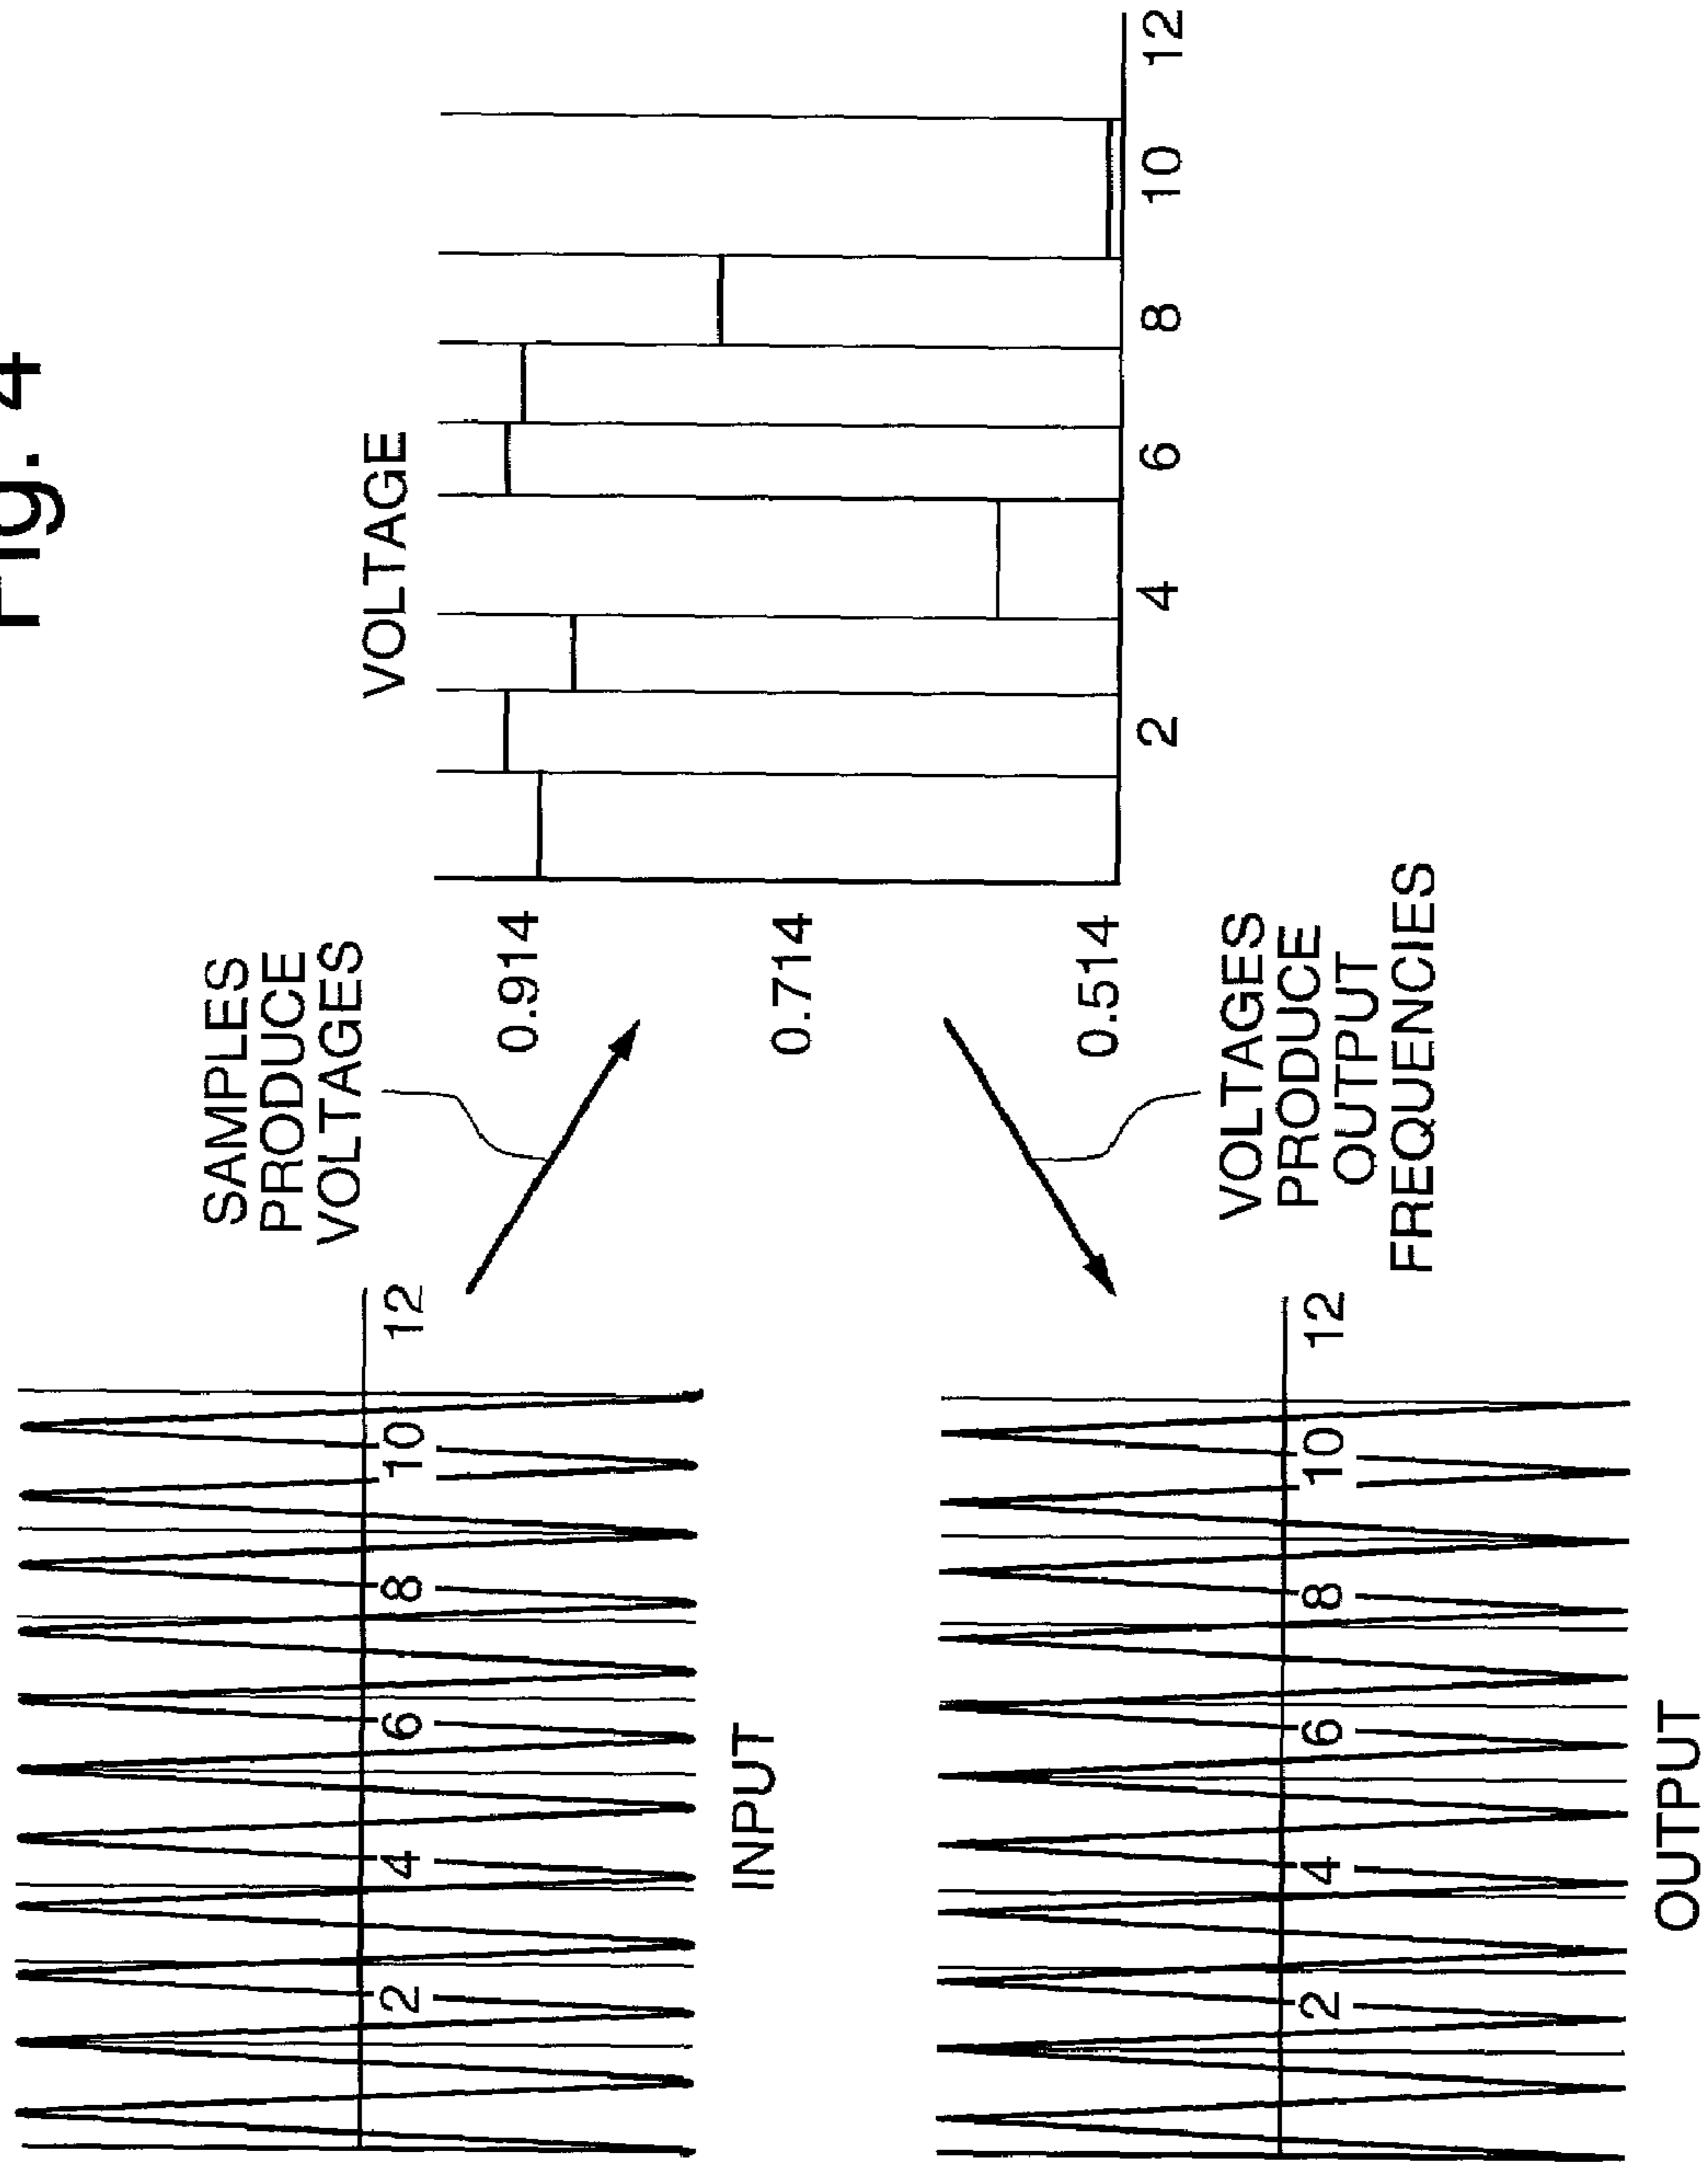 Fig. 4
SAMPLES
PRODUCE
VOLTAGES
VOLTAGE
0.914
0.714
0.514
2
4
6
8
10
12
2
4
6
8
10
12
INPUT
VOLTAGES
PRODUCE
OUTPUT
FREQUENCIES
2
4
6
8
10
12
OUTPUT